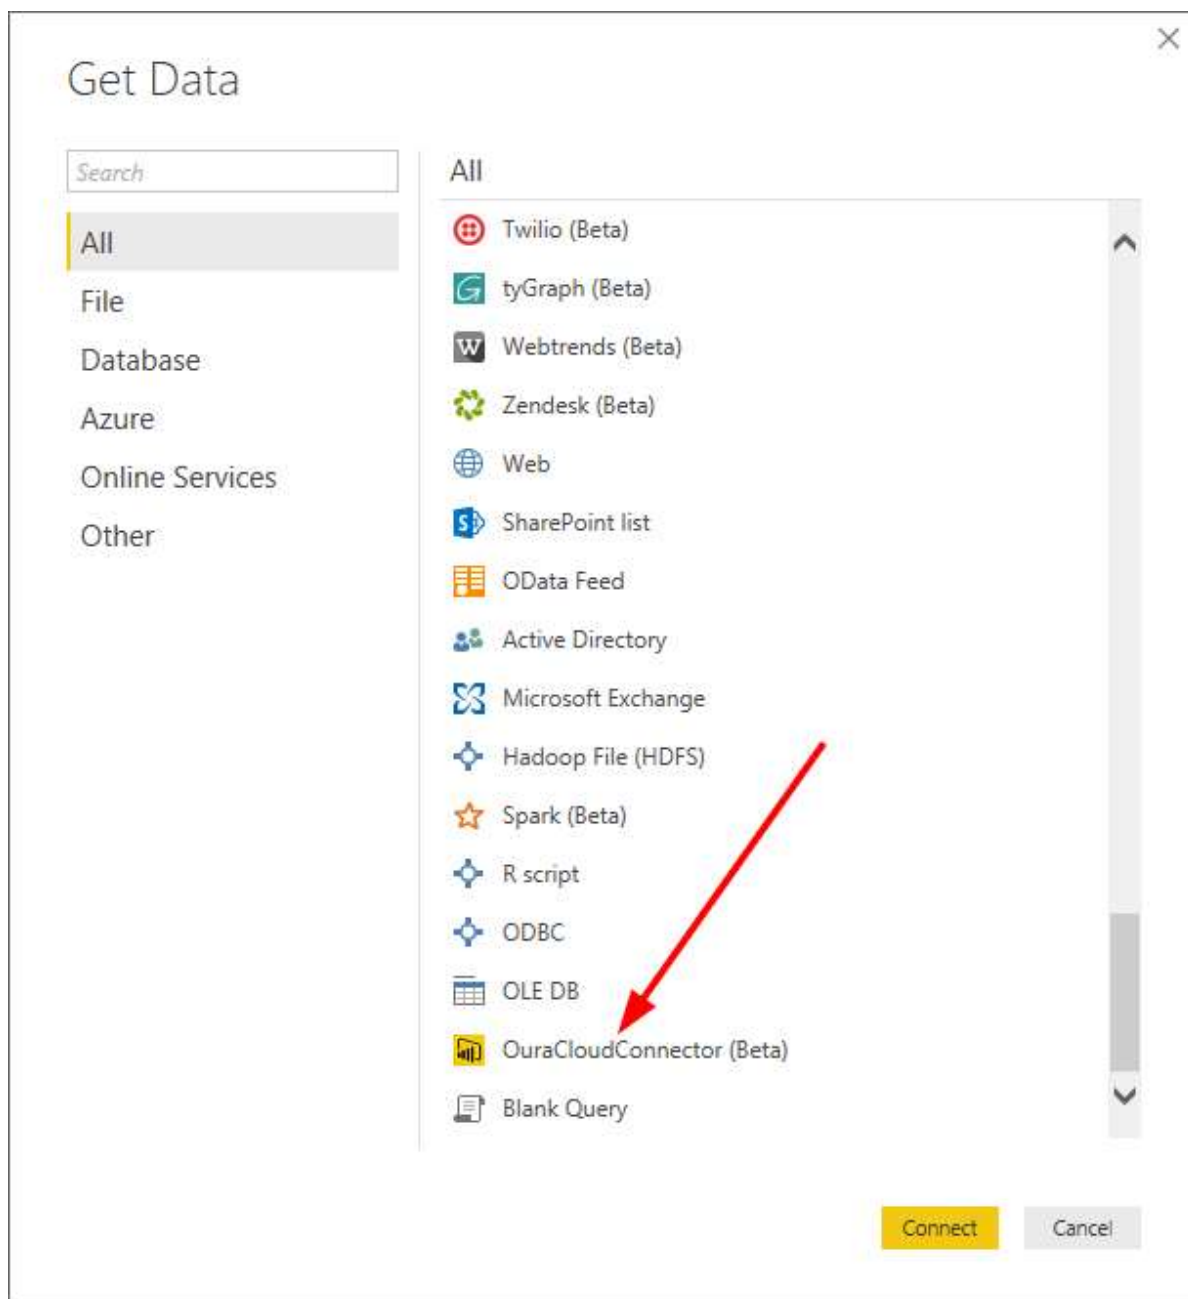 Get Data
Search
All
File
Database
Azure
Online Services
Other
All
Twilio (Beta)
tyGraph (Beta)
Webtrends (Beta)
Zendesk (Beta)
Web
SharePoint list
OData Feed
Active Directory
Microsoft Exchange
Hadoop File (HDFS)
Spark (Beta)
R script
ODBC
OLE DB
OuraCloudConnector (Beta)
Blank Query
Connect
Cancel